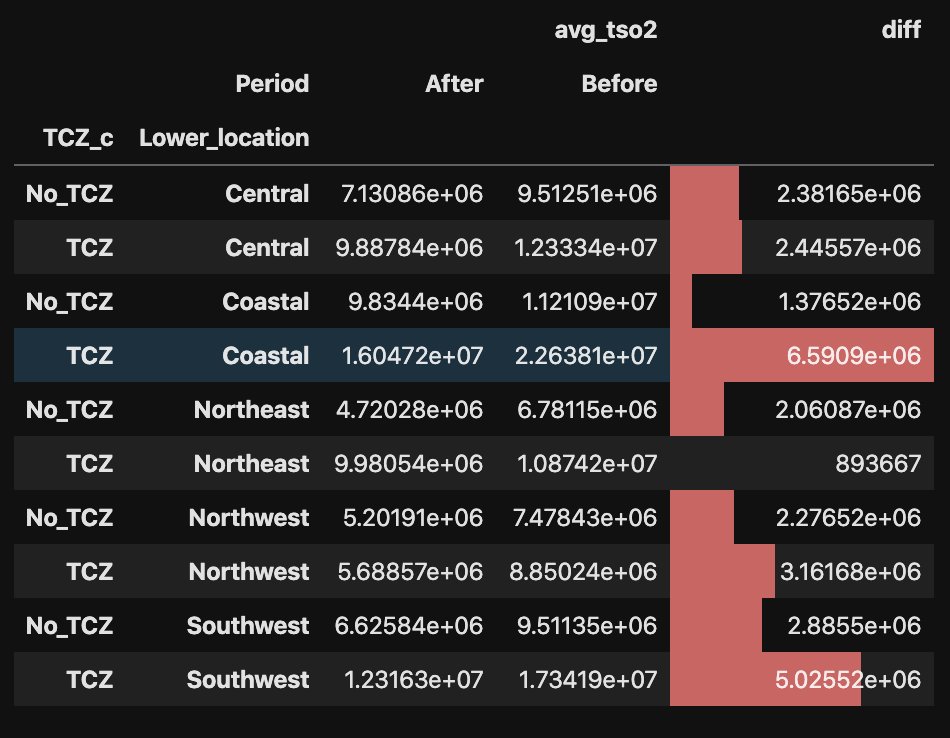 avg_tso2 diff
Period After Before
TCZ_c Lower_location
No_TCZ Central 7.13086e+06 9.51251e+06 2.38165e+06
TCZ Central 9.88784e+06 1.23334e+07 2.44557e+06
No_TCZ Coastal 9.8344e+06 1.12109e+07 1.37652e+06
TCZ Coastal 1.60472e+07 2.26381e+07 6.5909e+06
No_TCZ Northeast 4.72028e+06 6.78115e+06 2.06087e+06
TCZ Northeast 9.98054e+06 1.08742e+07 893667
No_TCZ Northwest 5.20191e+06 7.47843e+06 2.27652e+06
TCZ Northwest 5.68857e+06 8.85024e+06 3.16168e+06
No_TCZ Southwest 6.62584e+06 9.51135e+06 2.8855e+06
TCZ Southwest 1.23163e+07 1.73419e+07 5.02552e+06